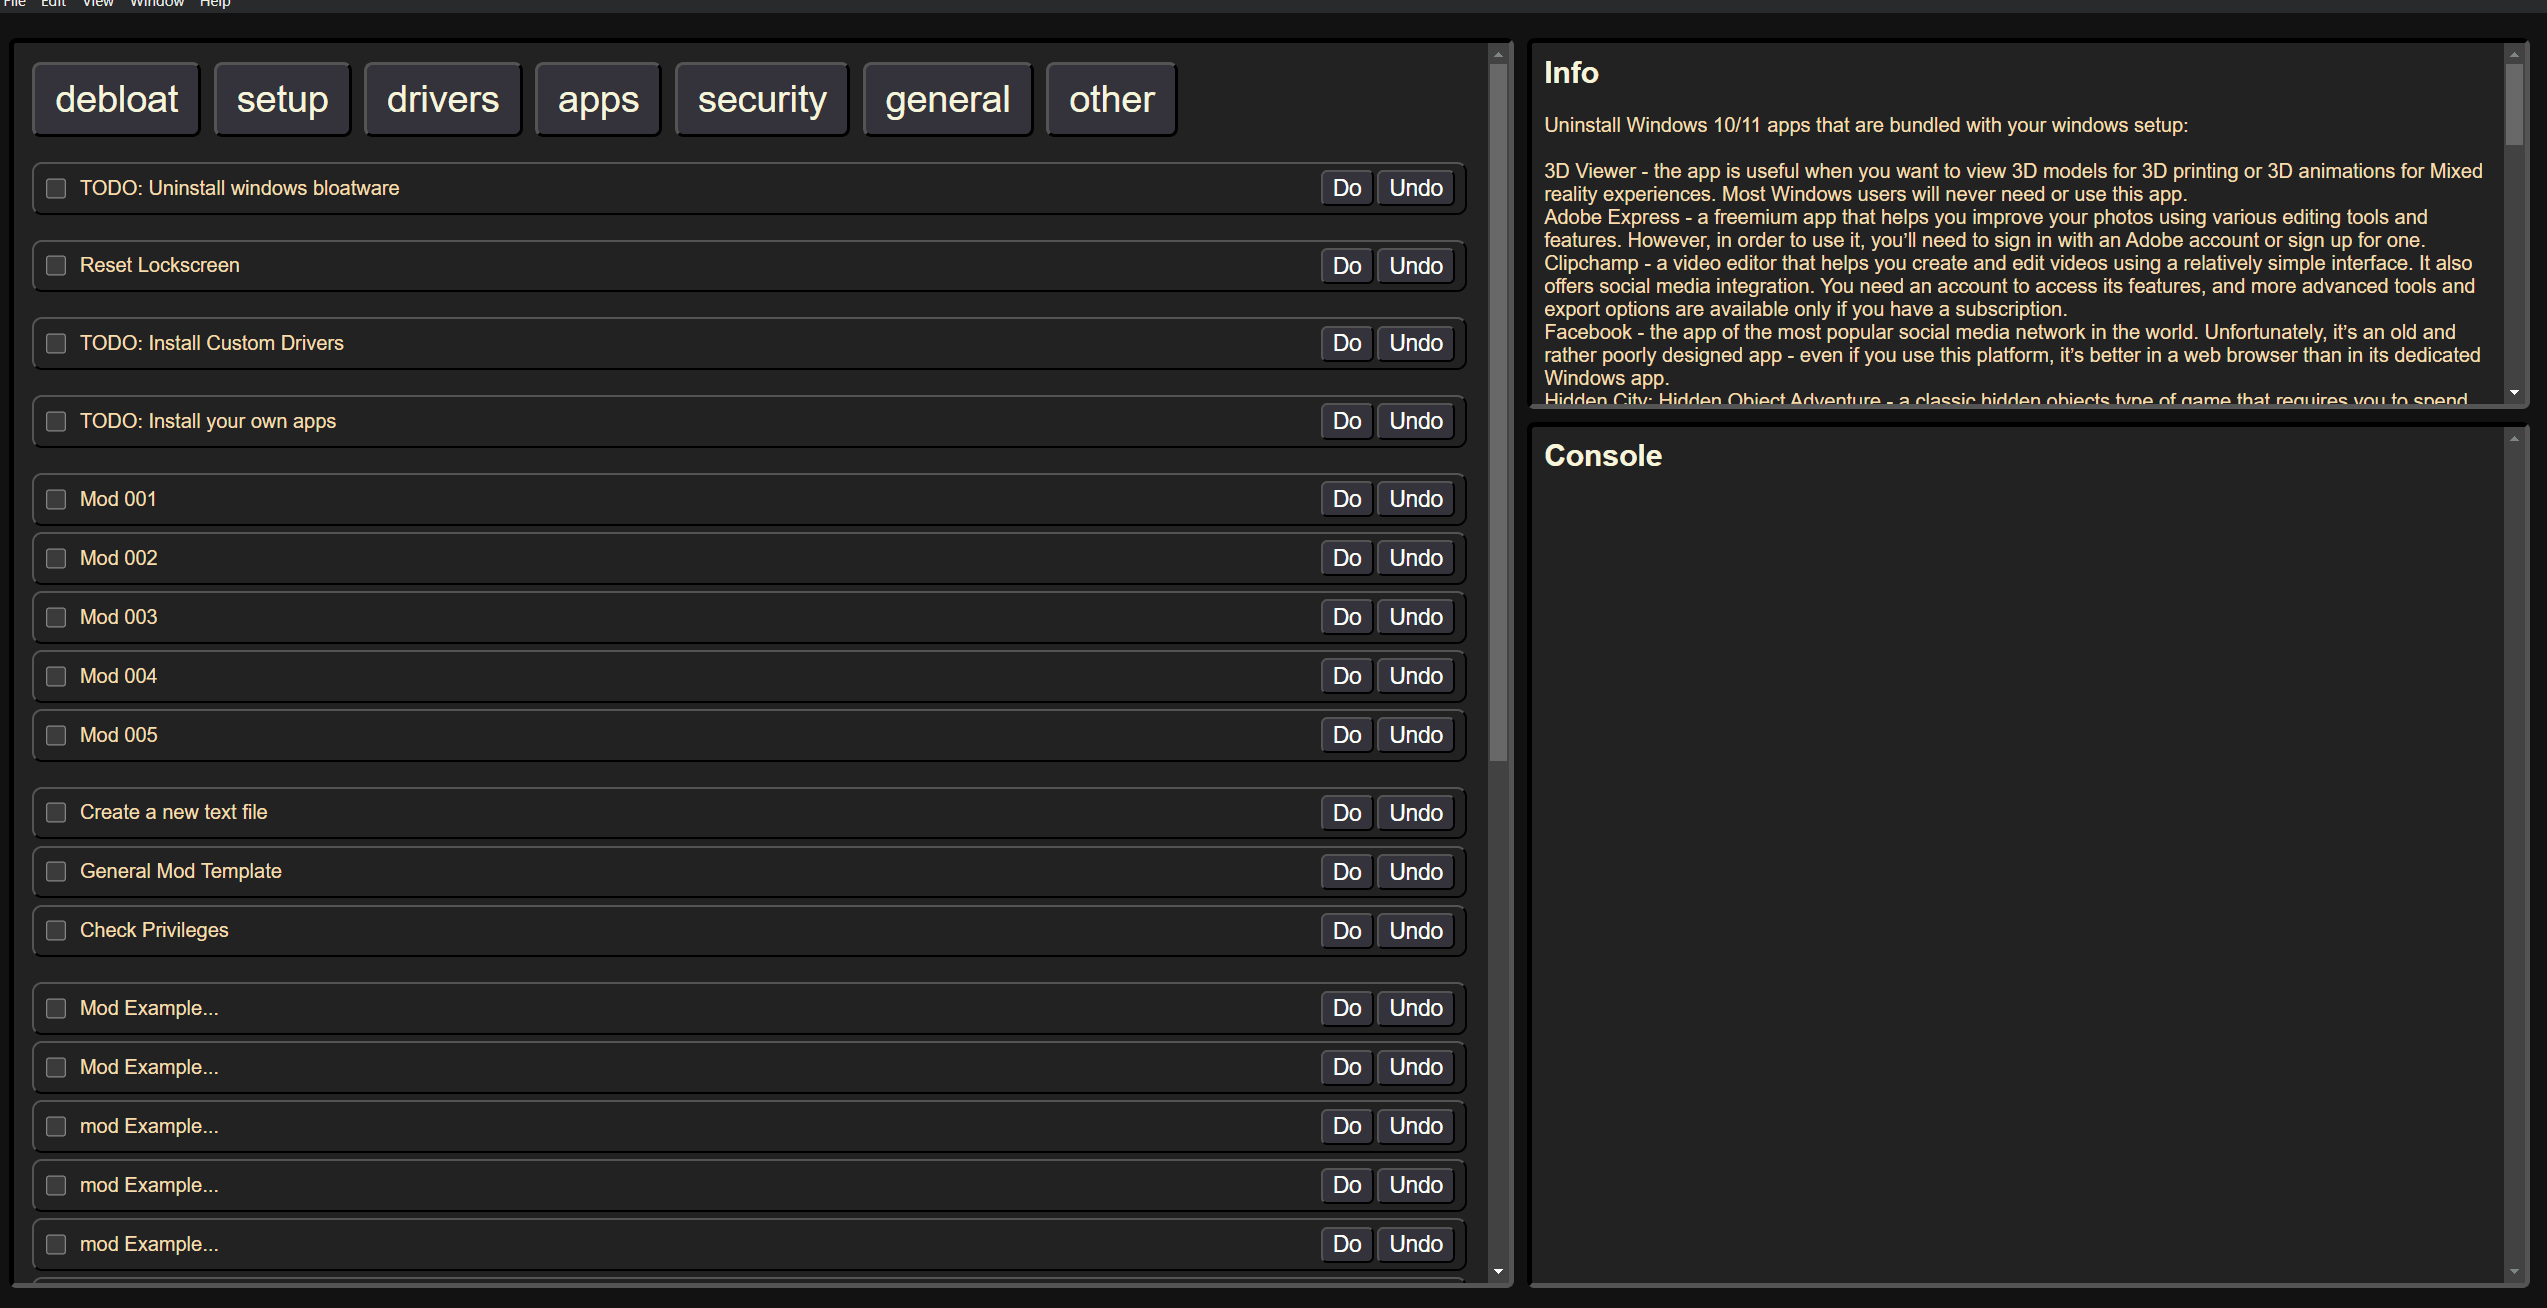 File Edit View Window Help
debloat setup drivers apps security general other
TODO: Uninstall windows bloatware Do Undo
Reset Lockscreen Do Undo
TODO: Install Custom Drivers Do Undo
TODO: Install your own apps Do Undo
Mod 001 Do Undo
Mod 002 Do Undo
Mod 003 Do Undo
Mod 004 Do Undo
Mod 005 Do Undo
Create a new text file Do Undo
General Mod Template Do Undo
Check Privileges Do Undo
Mod Example... Do Undo
Mod Example... Do Undo
mod Example... Do Undo
mod Example... Do Undo
mod Example... Do Undo
Info
Uninstall Windows 10/11 apps that are bundled with your windows setup:
3D Viewer - the app is useful when you want to view 3D models for 3D printing or 3D animations for Mixed
reality experiences. Most Windows users will never need or use this app.
Adobe Express - a freemium app that helps you improve your photos using various editing tools and
features. However, in order to use it, you’ll need to sign in with an Adobe account or sign up for one.
Clipchamp - a video editor that helps you create and edit videos using a relatively simple interface. It also
offers social media integration. You need an account to access its features, and more advanced tools and
export options are available only if you have a subscription.
Facebook - the app of the most popular social media network in the world. Unfortunately, it’s an old and
rather poorly designed app - even if you use this platform, it’s better in a web browser than in its dedicated
Windows app.
Hidden City: Hidden Object Adventure - a classic hidden objects type of game that requires you to spend
Console